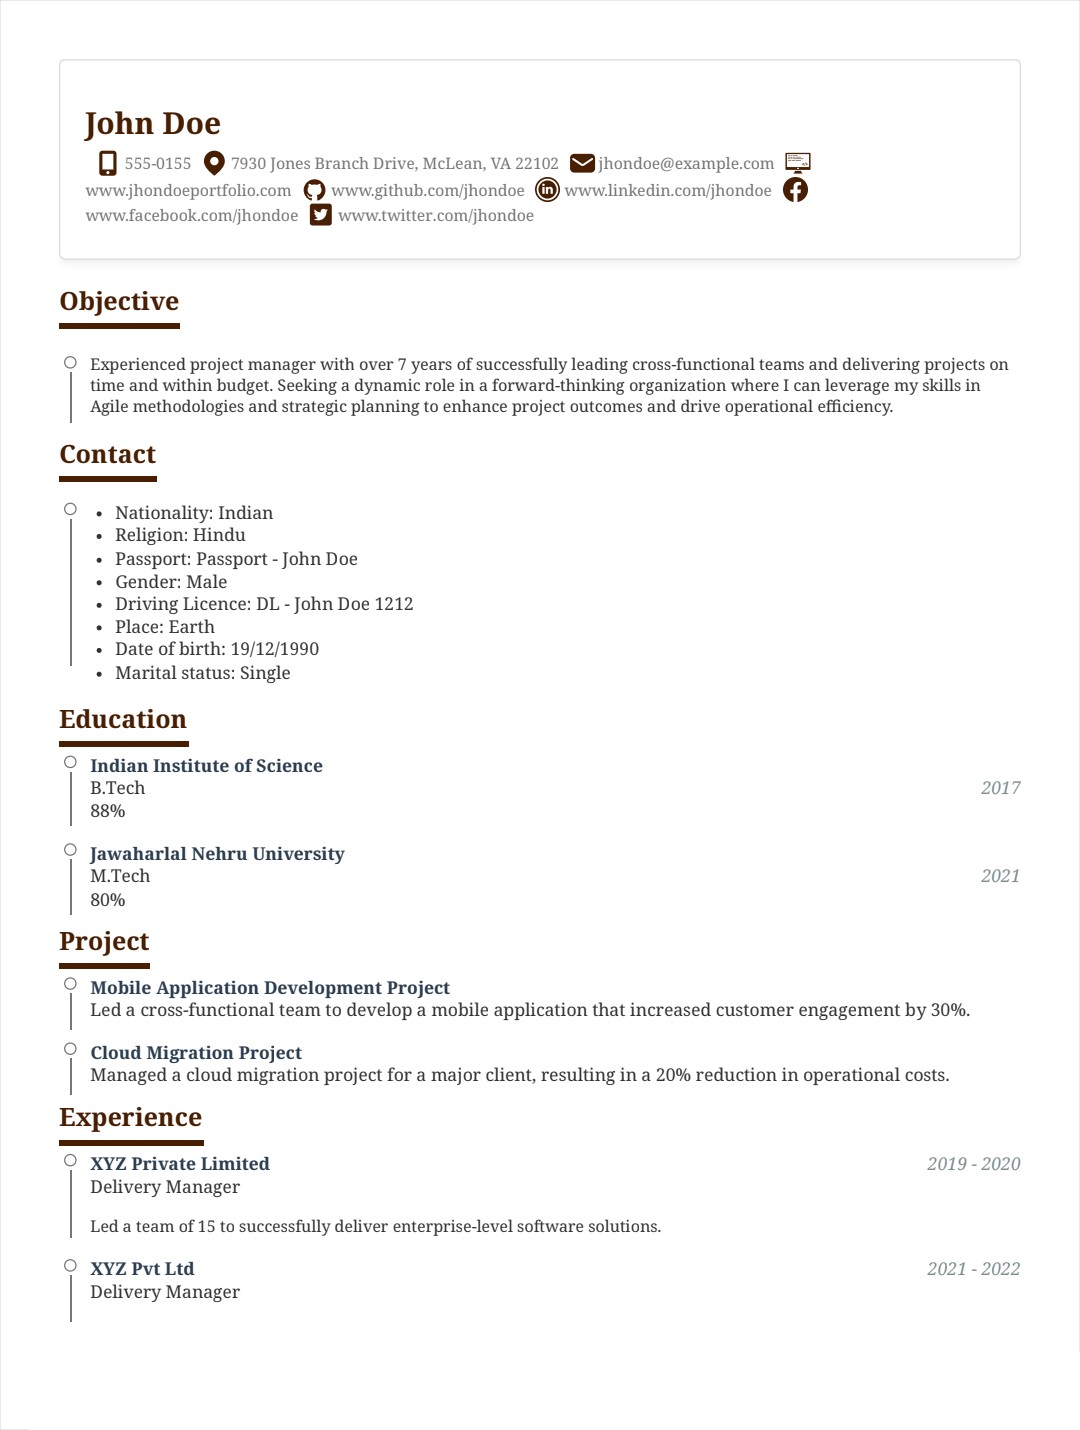 John Doe
555-0155 7930 Jones Branch Drive, McLean, VA 22102 jhondoe@example.com
www.jhondoeportfolio.com www.github.com/jhondoe www.linkedin.com/jhondoe
www.facebook.com/jhondoe www.twitter.com/jhondoe
Objective
Experienced project manager with over 7 years of successfully leading cross-functional teams and delivering projects on
time and within budget. Seeking a dynamic role in a forward-thinking organization where I can leverage my skills in
Agile methodologies and strategic planning to enhance project outcomes and drive operational efficiency.
Contact
• Nationality: Indian
• Religion: Hindu
• Passport: Passport - John Doe
• Gender: Male
• Driving Licence: DL - John Doe 1212
• Place: Earth
• Date of birth: 19/12/1990
• Marital status: Single
Education
Indian Institute of Science
B.Tech 2017
88%
Jawaharlal Nehru University
M.Tech 2021
80%
Project
Mobile Application Development Project
Led a cross-functional team to develop a mobile application that increased customer engagement by 30%.
Cloud Migration Project
Managed a cloud migration project for a major client, resulting in a 20% reduction in operational costs.
Experience
XYZ Private Limited 2019 - 2020
Delivery Manager
Led a team of 15 to successfully deliver enterprise-level software solutions.
XYZ Pvt Ltd 2021 - 2022
Delivery Manager